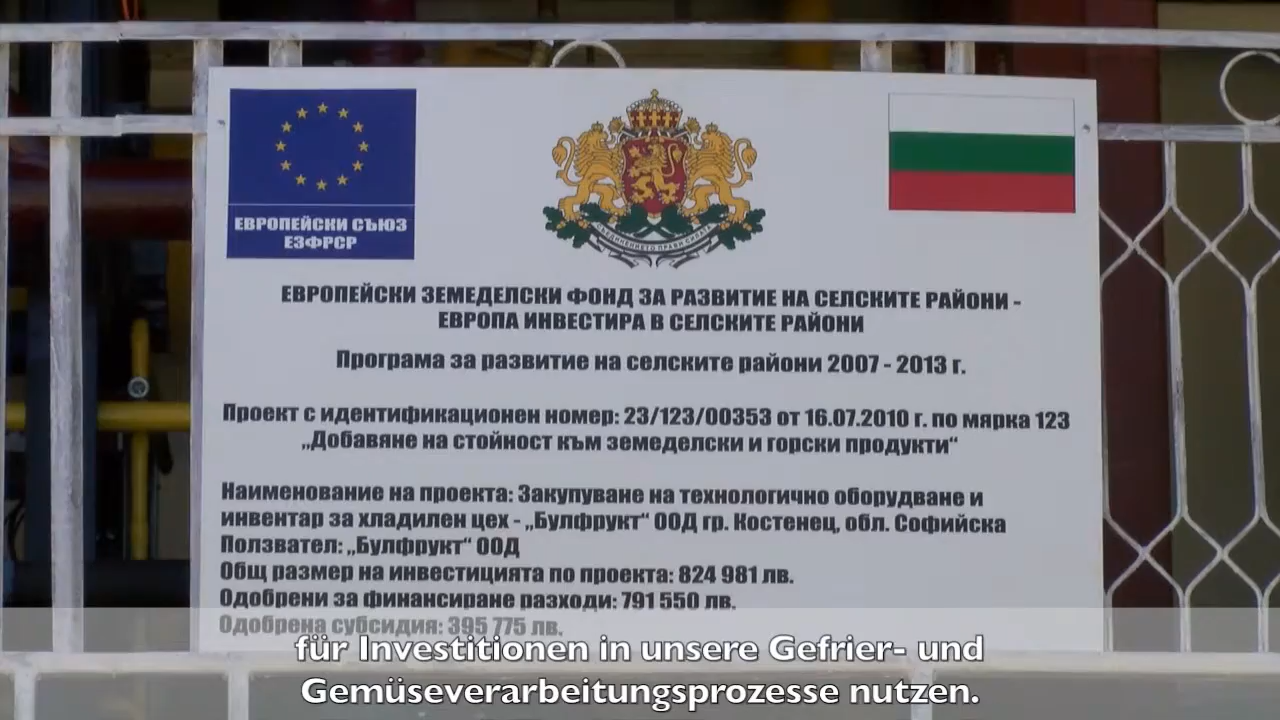 ЕВРОПЕЙСКИ СЪЮЗ
ЕЗФРСР
СЪЕДИНЕНИЕТО ПРАВИ СИЛАТА
ЕВРОПЕЙСКИ ЗЕМЕДЕЛСКИ ФОНД ЗА РАЗВИТИЕ НА СЕЛСКИТЕ РАЙОНИ -
ЕВРОПА ИНВЕСТИРА В СЕЛСКИТЕ РАЙОНИ
Програма за развитие на селските райони 2007 - 2013 г.
Проект с идентификационен номер: 23/123/00353 от 16.07.2010 г. по мярка 123
„Добавяне на стойност към земеделски и горски продукти“
Наименование на проекта: Закупуване на технологично оборудване и
инвентар за хладилен цех - „Булфрукт“ ООД гр. Костенец, обл. Софийска
Ползвател: „Булфрукт“ ООД
Общ размер на инвестицията по проекта: 824 981 лв.
Одобрени за финансиране разходи: 791 550 лв.
Одобрена субсидия: 395 775 лв.
für Investitionen in unsere Gefrier- und
Gemüseverarbeitungsprozesse nutzen.